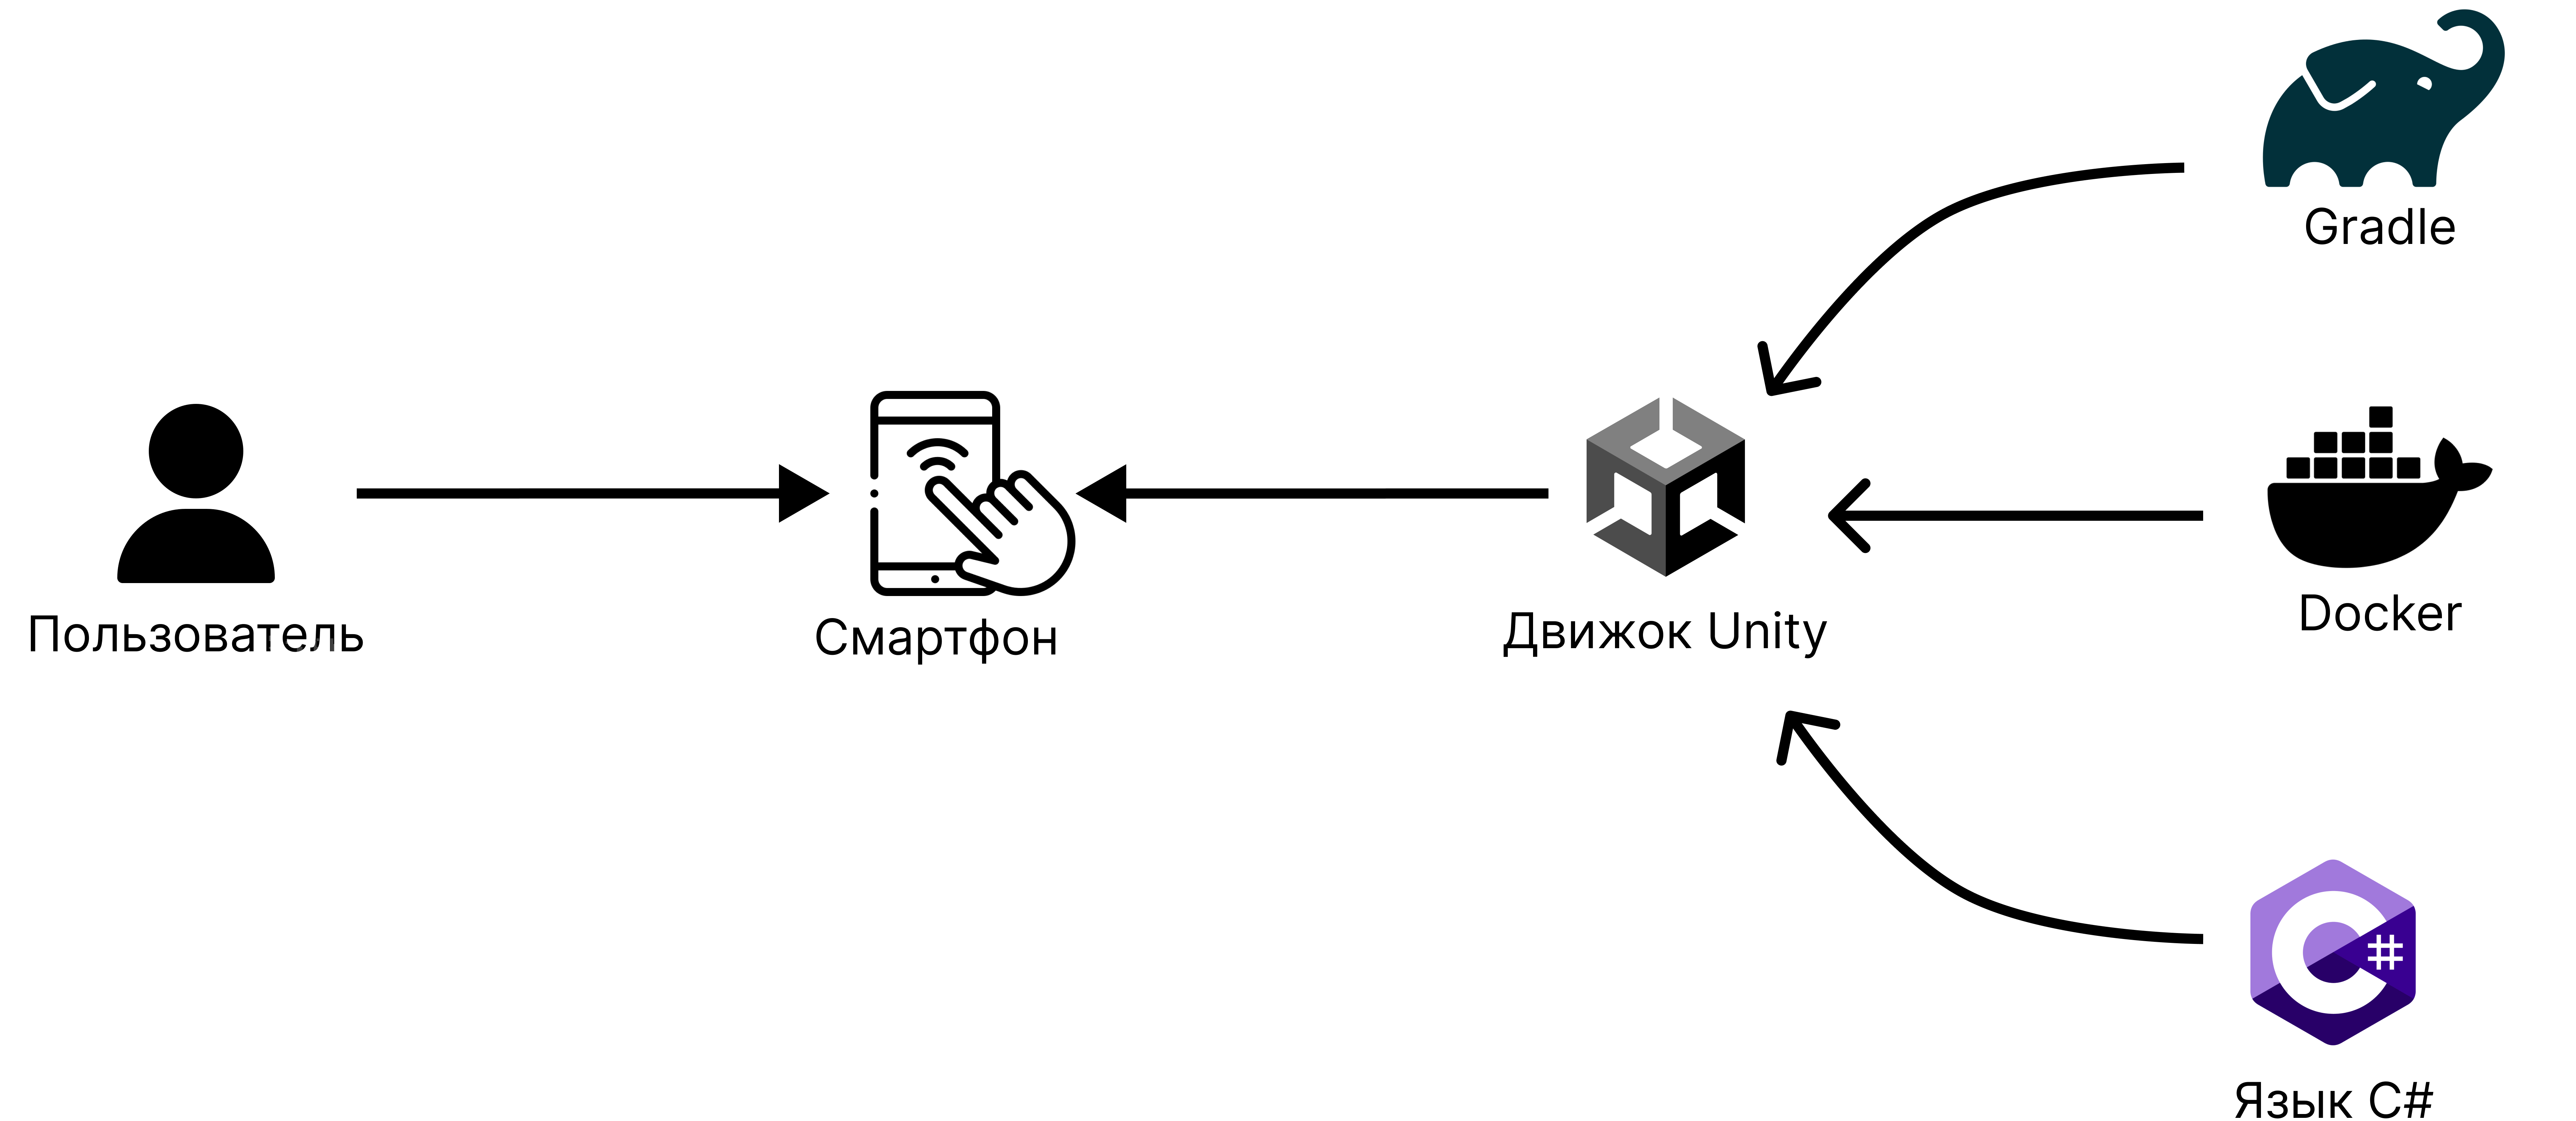 Gradle
Пользователь
Смартфон
Движок Unity
Docker
Язык C#